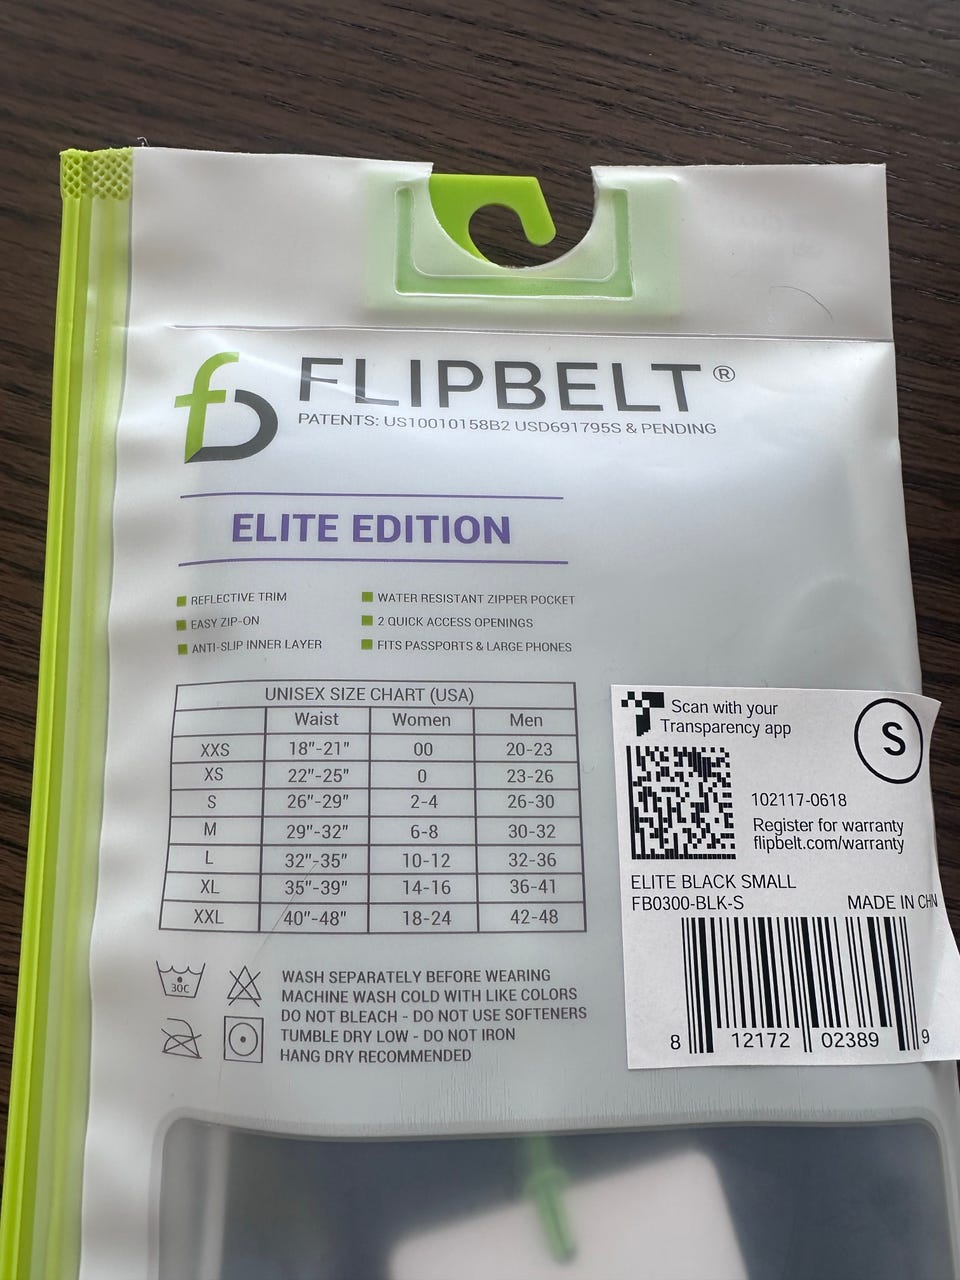 FLIPBELT®
PATENTS: US10010158B2 USD691795S & PENDING
ELITE EDITION
REFLECTIVE TRIM
EASY ZIP-ON
ANTI-SLIP INNER LAYER
WATER RESISTANT ZIPPER POCKET
2 QUICK ACCESS OPENINGS
FITS PASSPORTS & LARGE PHONES
UNISEX SIZE CHART (USA)
Waist Women Men
XXS 18"-21" 00 20-23
XS 22"-25" 0 23-26
S 26"-29" 2-4 26-30
M 29"-32" 6-8 30-32
L 32"-35" 10-12 32-36
XL 35"-39" 14-16 36-41
XXL 40"-48" 18-24 42-48
30C
WASH SEPARATELY BEFORE WEARING
MACHINE WASH COLD WITH LIKE COLORS
DO NOT BLEACH - DO NOT USE SOFTENERS
TUMBLE DRY LOW - DO NOT IRON
HANG DRY RECOMMENDED
Scan with your
Transparency app
S
102117-0618
Register for warranty
flipbelt.com/warranty
ELITE BLACK SMALL
FB0300-BLK-S
MADE IN CHN
8 12172 02389 9